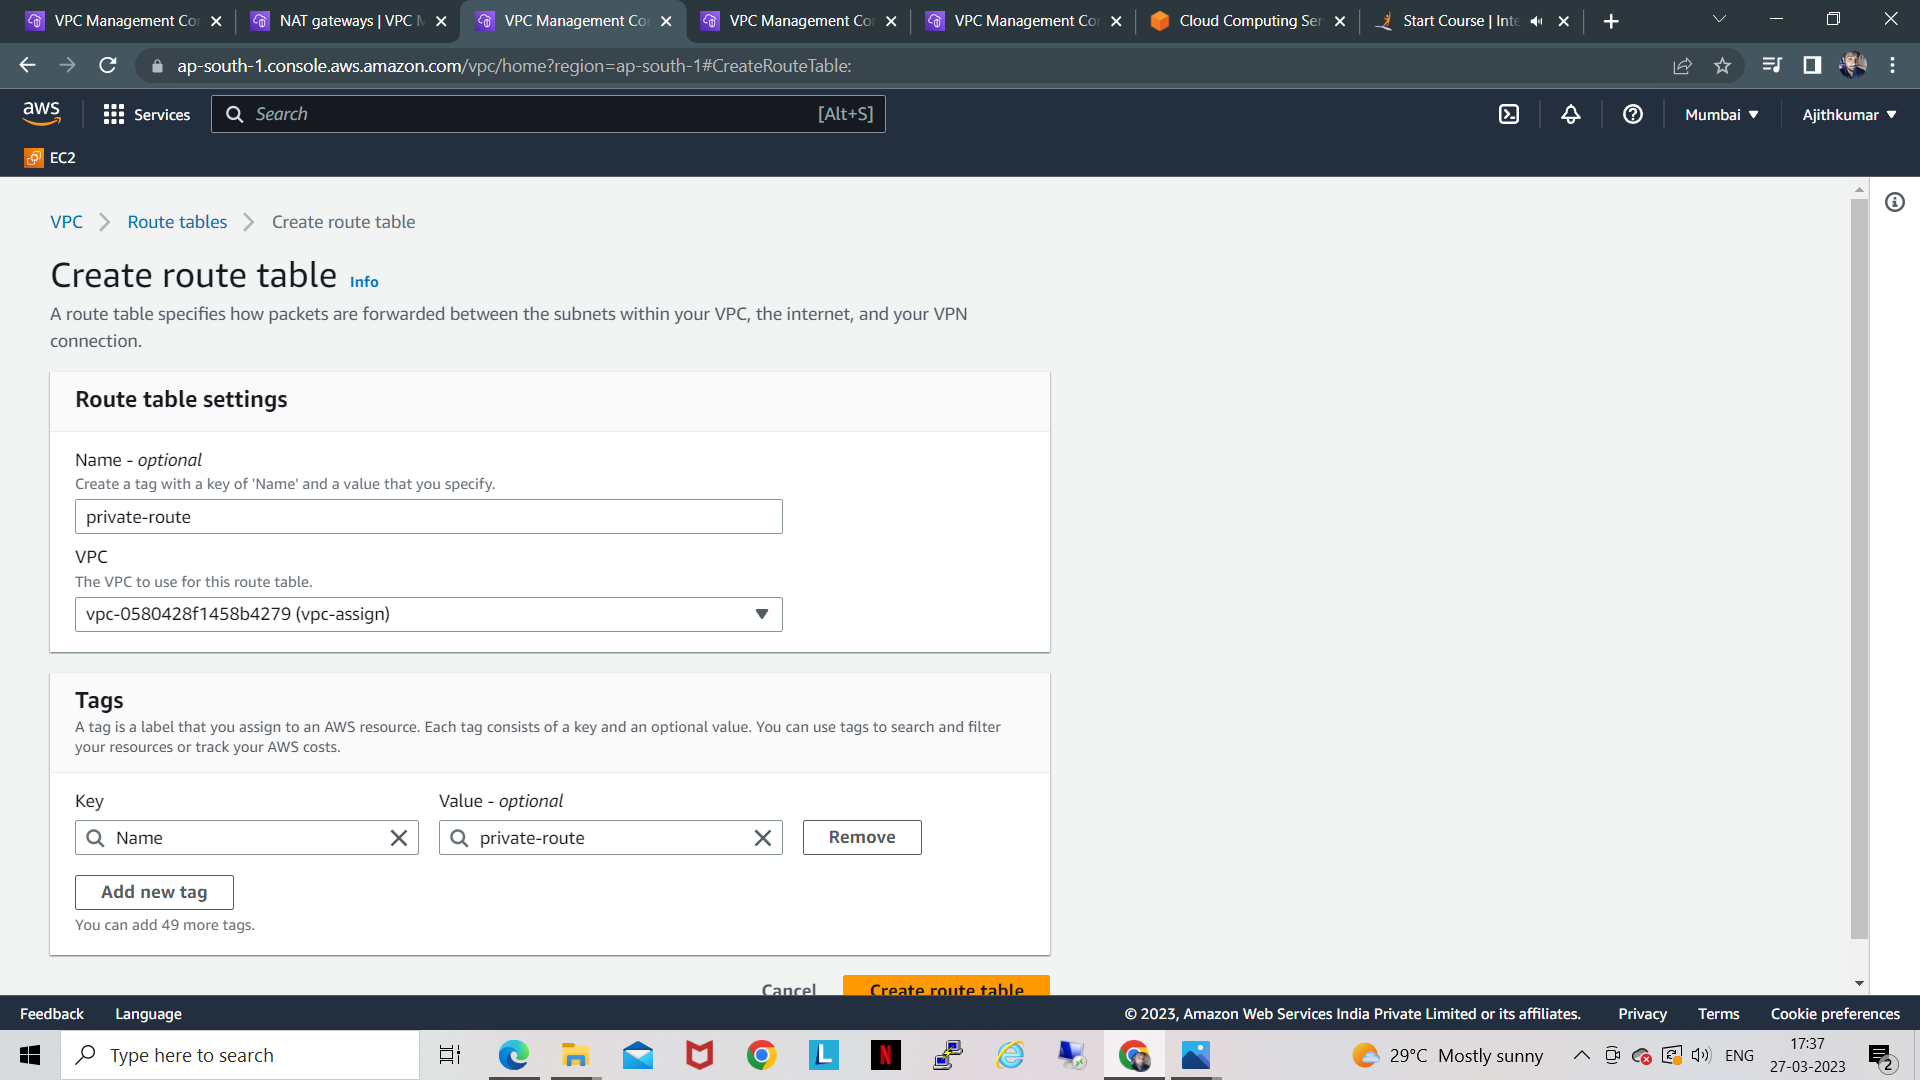 VPC Management Co
NAT gateways | VPC M
VPC Management Co
VPC Management Co
VPC Management Co
Cloud Computing Ser
Start Course | Inte
ap-south-1.console.aws.amazon.com/vpc/home?region=ap-south-1#CreateRouteTable:
aws
Services
Search
[Alt+S]
Mumbai
Ajithkumar
EC2
VPC
Route tables
Create route table
Create route table Info
A route table specifies how packets are forwarded between the subnets within your VPC, the internet, and your VPN
connection.
Route table settings
Name - optional
Create a tag with a key of 'Name' and a value that you specify.
private-route
VPC
The VPC to use for this route table.
vpc-0580428f1458b4279 (vpc-assign)
Tags
A tag is a label that you assign to an AWS resource. Each tag consists of a key and an optional value. You can use tags to search and filter
your resources or track your AWS costs.
Key
Value - optional
Name
private-route
Remove
Add new tag
You can add 49 more tags.
Cancel
Create route table
Feedback
Language
© 2023, Amazon Web Services India Private Limited or its affiliates.
Privacy
Terms
Cookie preferences
Type here to search
L
N
29°C Mostly sunny
ENG
17:37
27-03-2023
2